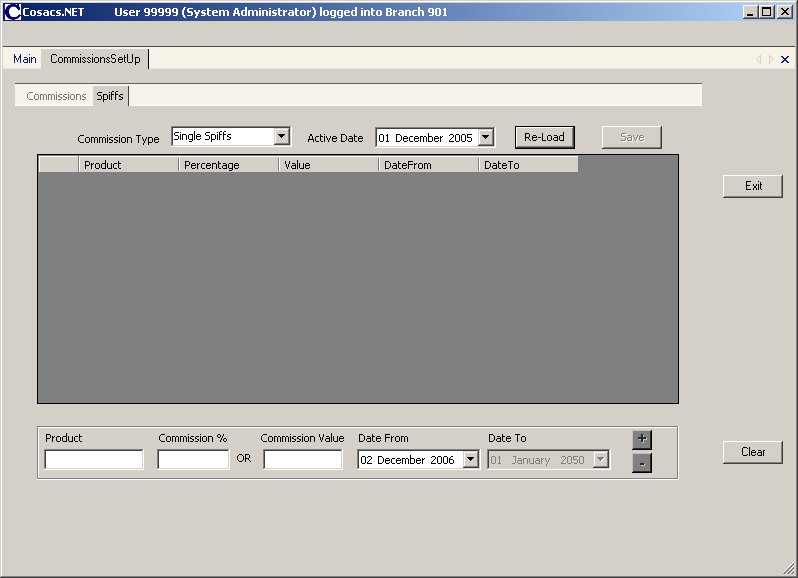 Cosacs.NET User 99999 (System Administrator) logged into Branch 901
Main CommissionsSetUp
Commissions Spiffs
Commission Type Single Spiffs Active Date 01 December 2005 Re-Load Save
Product Percentage Value DateFrom DateTo
Exit
Product Commission % Commission Value Date From Date To +
OR 02 December 2006 01 January 2050 -
Clear